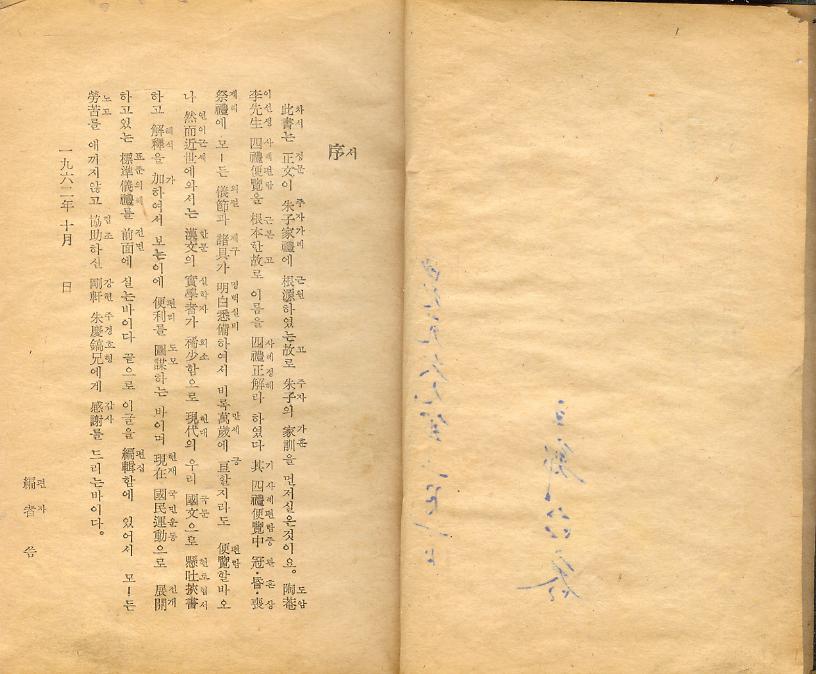 序 서
차서 정문 주자가례 근원 고 주자 가훈 도암
此書는 正文이 朱子家禮에 根源하였는故로 朱子의 家訓을 먼저실은것이요。 陶菴
이선생 사례편람 근본 고 사례정해 기 사례편람중 관 혼 상
李先生 四禮便覽을 根本한故로 이름을 四禮正解라 하였다 其 四禮便覽中 冠·昏·喪
제례 의절 제구 명백실비 만세 긍 편람
祭禮에 모ー든 儀節과 諸具가 明白悉備하여서 비록萬歲에 亘할지라도 便覽할바오
연이근세 한문 실학자 희소 현대 국문 현토협서
나 然而近世에와서는 漢文의 實學者가 稀少함으로 現代의 우리 國文으로 懸吐挾書
해석 가 편리 도모 현재 국민운동 전개
하고 解釋을 加하여서 보는이에 便利를 圖謀하는 바이며 現在 國民運動으로 展開
표준의례 전면 편집
하고있는 標準儀禮를 前面에 실는바이다 끝으로 이글을 編輯함에 있어서 모ー든
노고 협조 강헌 주경호형 감사
勞苦를 애끼지않고 協助하신 剛軒 朱慶鎬兄에게 感謝를 드리는바이다。
一九六二年 十月 日
편 자
編 者 씀